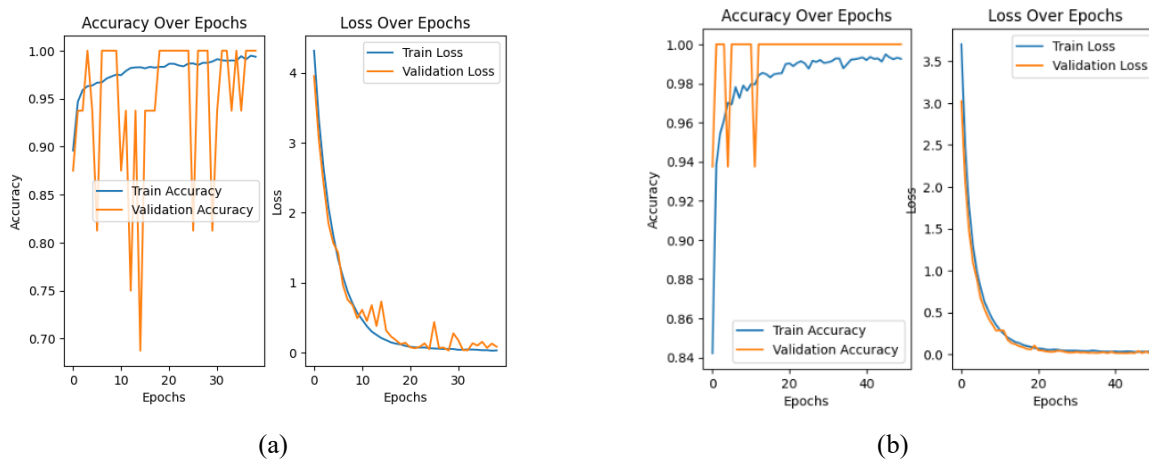 Accuracy Over Epochs
1.00
0.95
0.90
0.85
0.80
0.75
0.70
Accuracy
Train Accuracy
Validation Accuracy
0
10
20
30
Epochs
Loss Over Epochs
4
3
2
1
0
Loss
Train Loss
Validation Loss
0
10
20
30
Epochs
(a)
Accuracy Over Epochs
1.00
0.98
0.96
0.94
0.92
0.90
0.88
0.86
0.84
Accuracy
Train Accuracy
Validation Accuracy
0
20
40
Epochs
Loss Over Epochs
3.5
3.0
2.5
2.0
1.5
1.0
0.5
0.0
Loss
Train Loss
Validation Loss
0
20
40
Epochs
(b)